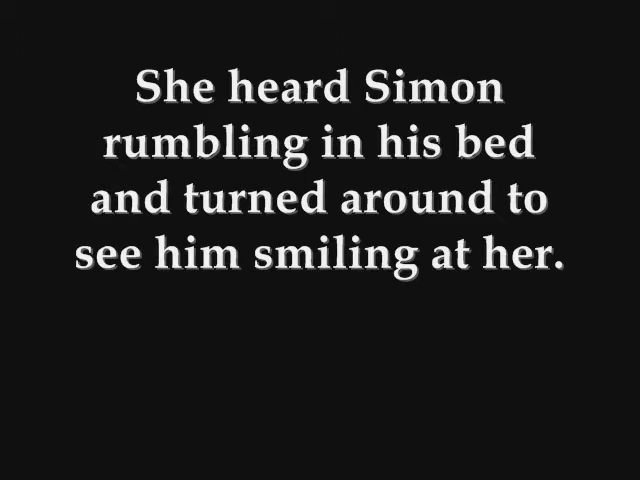 She heard Simon
rumbling in his bed
and turned around to
see him smiling at her.